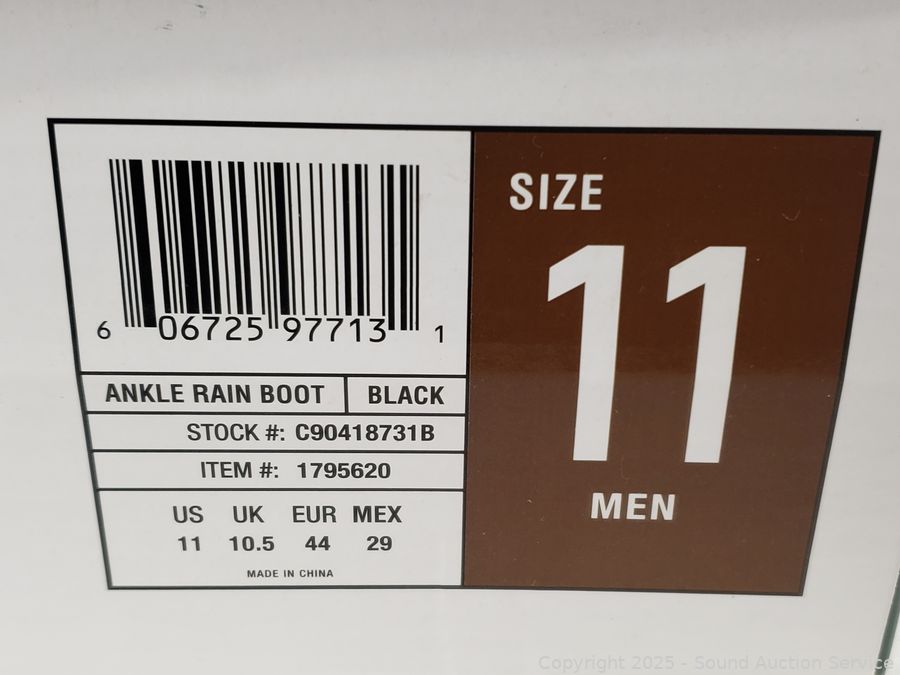 6 06725 97713 1
ANKLE RAIN BOOT BLACK
STOCK #: C90418731B
ITEM #: 1795620
US UK EUR MEX
11 10.5 44 29
MADE IN CHINA
SIZE
11
MEN
Copyright 2025 - Sound Auction Service